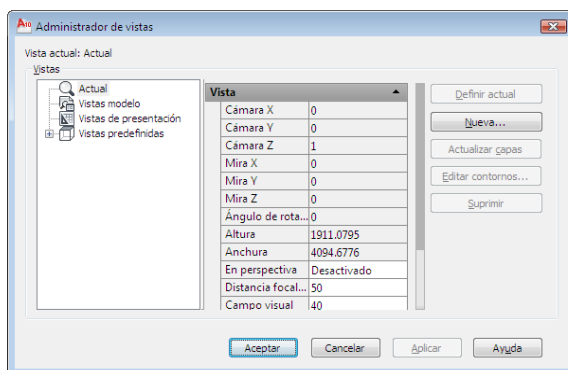 A10 Administrador de vistas
Vista actual: Actual
Vistas
Actual
Vistas modelo
Vistas de presentación
Vistas predefinidas
Vista
Cámara X 0
Cámara Y 0
Cámara Z 1
Mira X 0
Mira Y 0
Mira Z 0
Ángulo de rota... 0
Altura 1911.0795
Anchura 4094.6776
En perspectiva Desactivado
Distancia focal... 50
Campo visual 40
Definir actual
Nueva...
Actualizar capas
Editar contornos...
Suprimir
Aceptar Cancelar Aplicar Ayuda